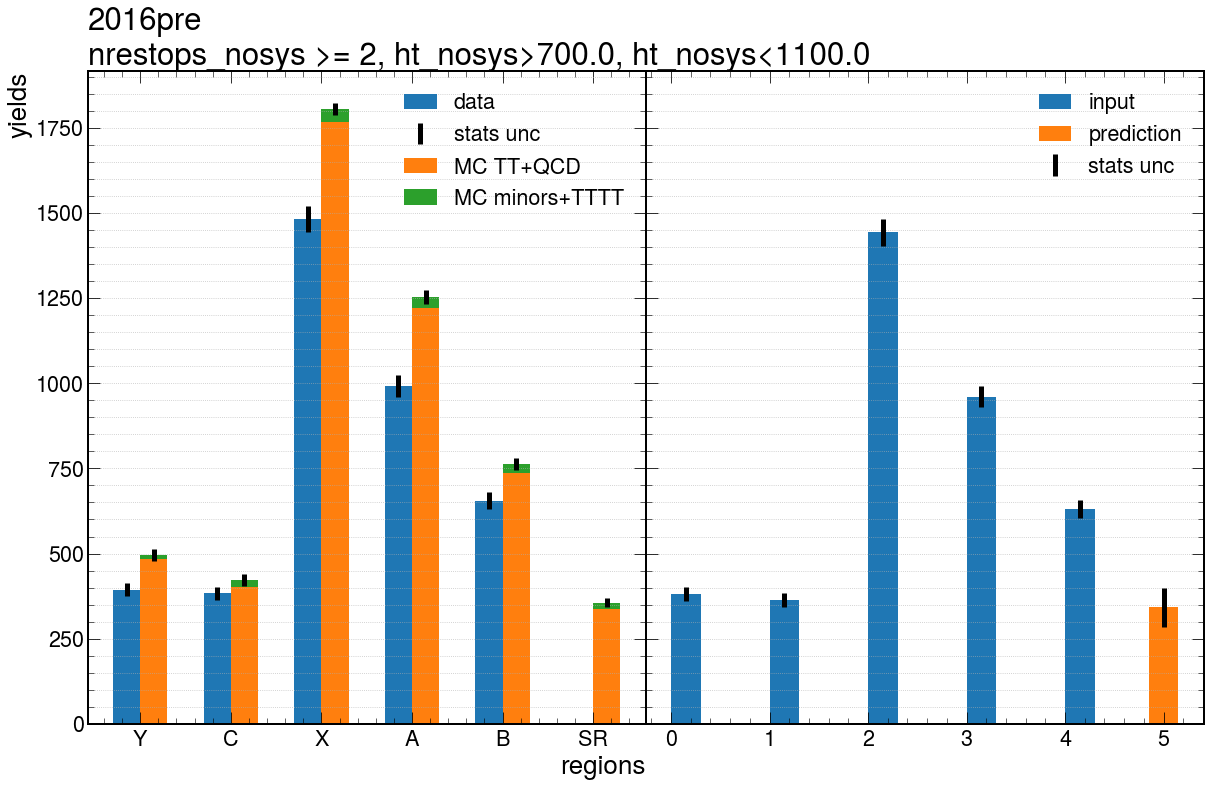 2016pre
nrestops_nosys >= 2, ht_nosys>700.0, ht_nosys<1100.0
yields
1750
1500
1250
1000
750
500
250
0
data
stats unc
MC TT+QCD
MC minors+TTTT
input
prediction
stats unc
Y C X A B SR
0 1 2 3 4 5
regions